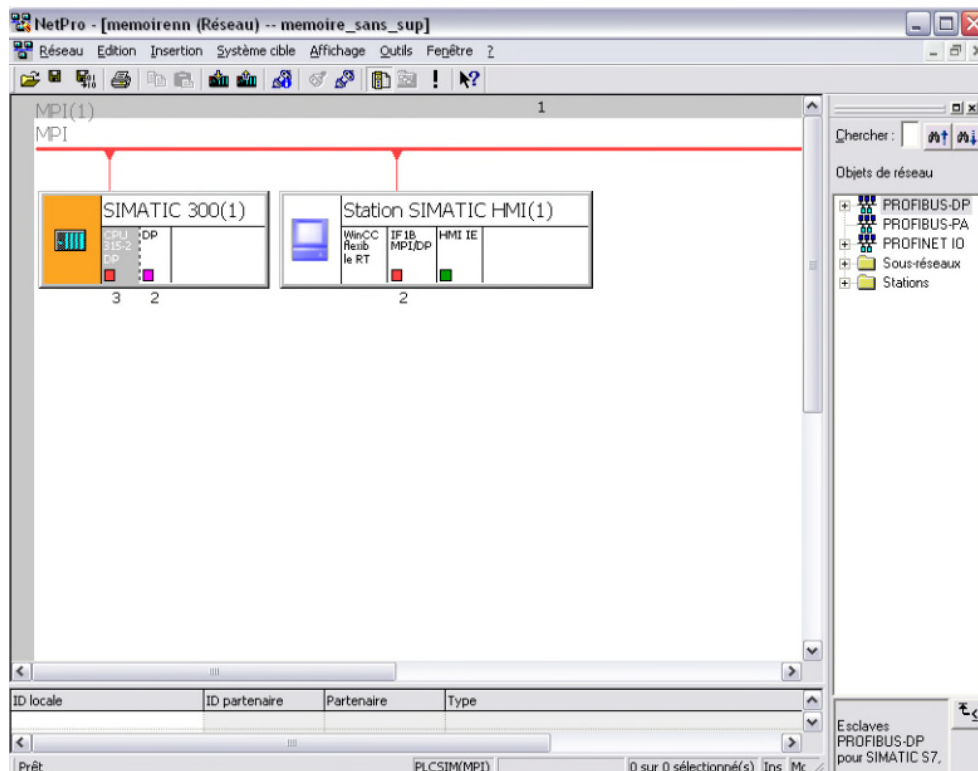 NetPro - [memoirenn (Réseau) -- memoire_sans_sup]
Réseau Edition Insertion Système cible Affichage Outils Fenêtre ?
MPI(1)
1
MPI
SIMATIC 300(1)
CPU
315-2
DP
DP
3
2
Station SIMATIC HMI(1)
WinCC
flexib
le RT
IF1B
MPI/DP
HMI IE
2
Chercher :
Objets de réseau
PROFIBUS-DP
PROFIBUS-PA
PROFINET IO
Sous-réseaux
Stations
ID locale ID partenaire Partenaire Type
Esclaves
PROFIBUS-DP
pour SIMATIC S7,
Prêt PLCSIM(MPI) 0 sur 0 sélectionné(s) Ins Mc